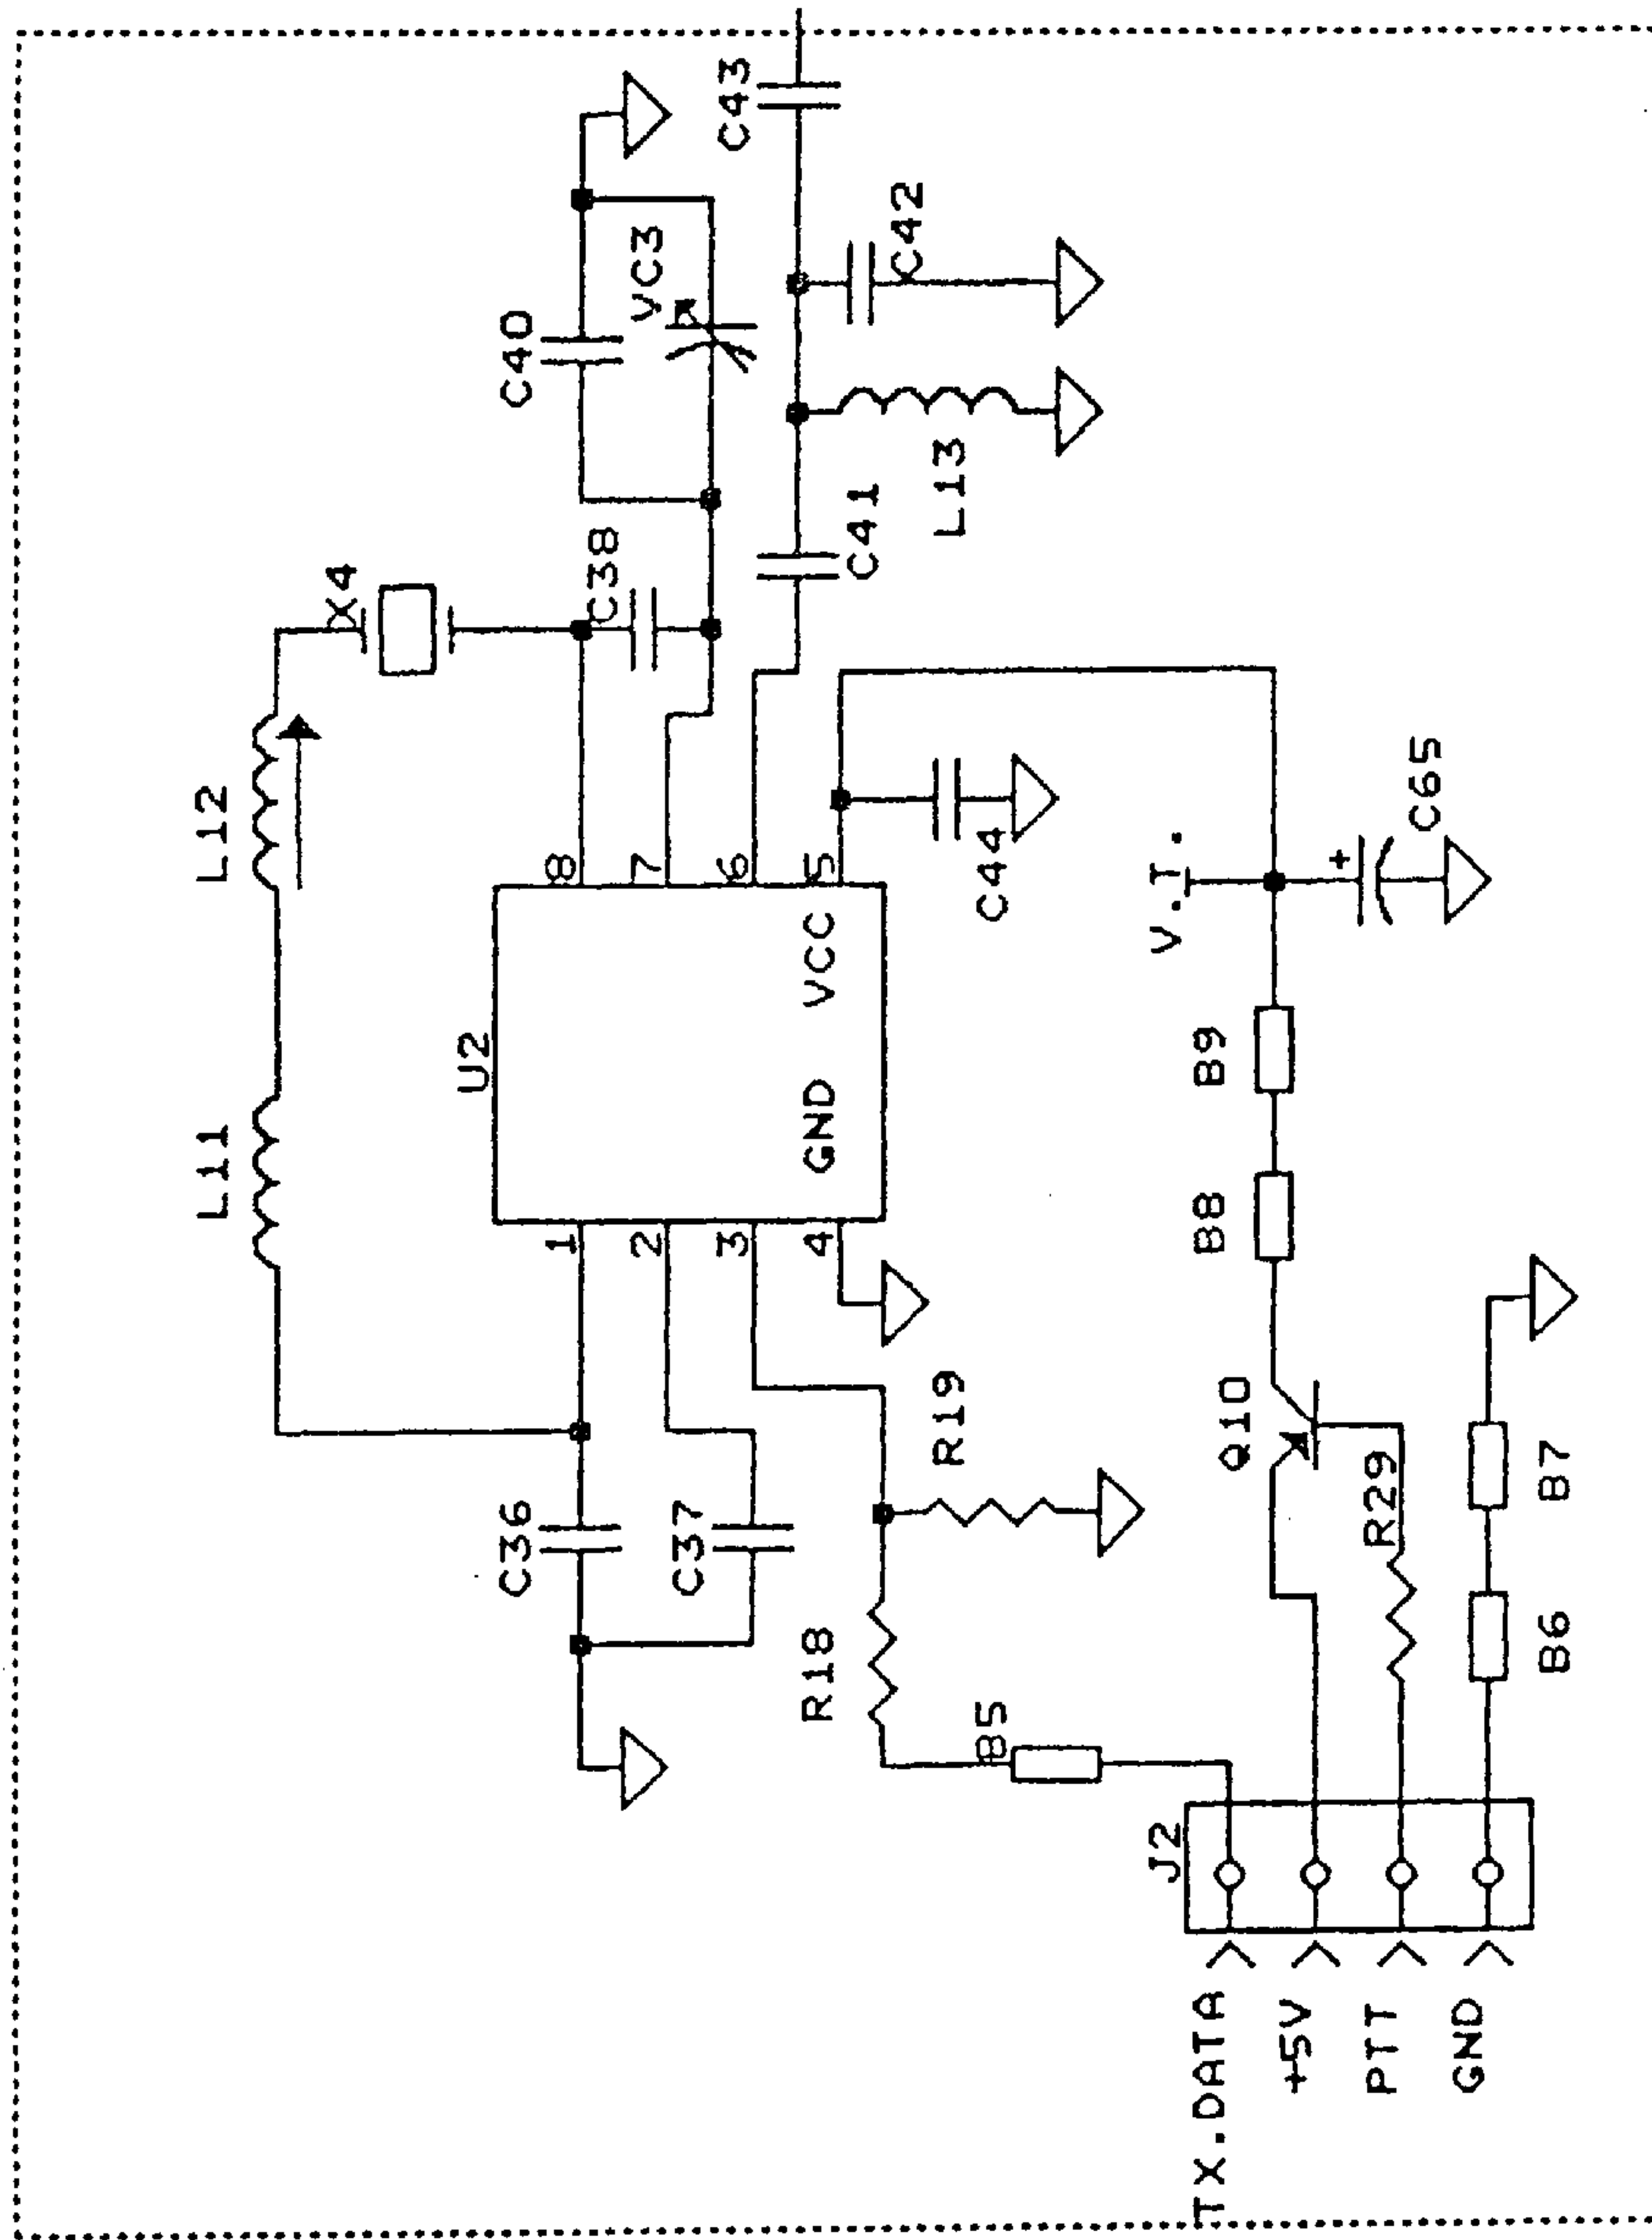 L11
L12
X4
U2
1
2
3
4
8
7
6
5
GND
VCC
C36
C37
C38
C40
VC3
C43
C42
C41
L13
C44
R18
R19
B5
V.T.
C65
Q10
B8
B9
R29
B6
B7
J2
TX.DATA
+5V
PTT
GND
+